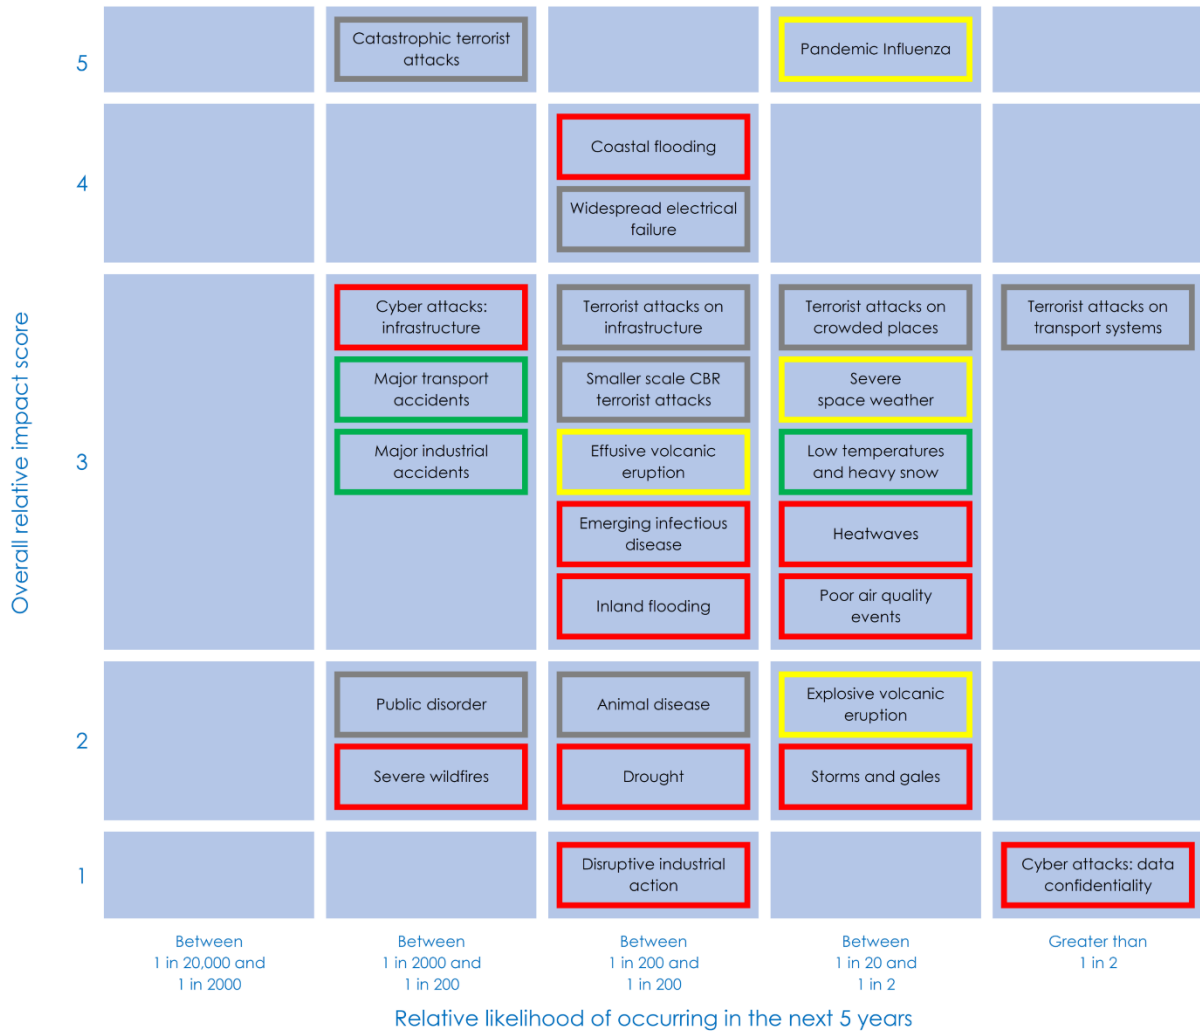 5
Catastrophic terrorist
attacks
Pandemic Influenza
4
Coastal flooding
Widespread electrical
failure
Overall relative impact score
3
Cyber attacks:
infrastructure
Terrorist attacks on
infrastructure
Terrorist attacks on
crowded places
Terrorist attacks on
transport systems
Major transport
accidents
Smaller scale CBR
terrorist attacks
Severe
space weather
Major industrial
accidents
Effusive volcanic
eruption
Low temperatures
and heavy snow
Emerging infectious
disease
Heatwaves
Inland flooding
Poor air quality
events
2
Public disorder
Animal disease
Explosive volcanic
eruption
Severe wildfires
Drought
Storms and gales
1
Disruptive industrial
action
Cyber attacks: data
confidentiality
Between
1 in 20,000 and
1 in 2000
Between
1 in 2000 and
1 in 200
Between
1 in 200 and
1 in 200
Between
1 in 20 and
1 in 2
Greater than
1 in 2
Relative likelihood of occurring in the next 5 years